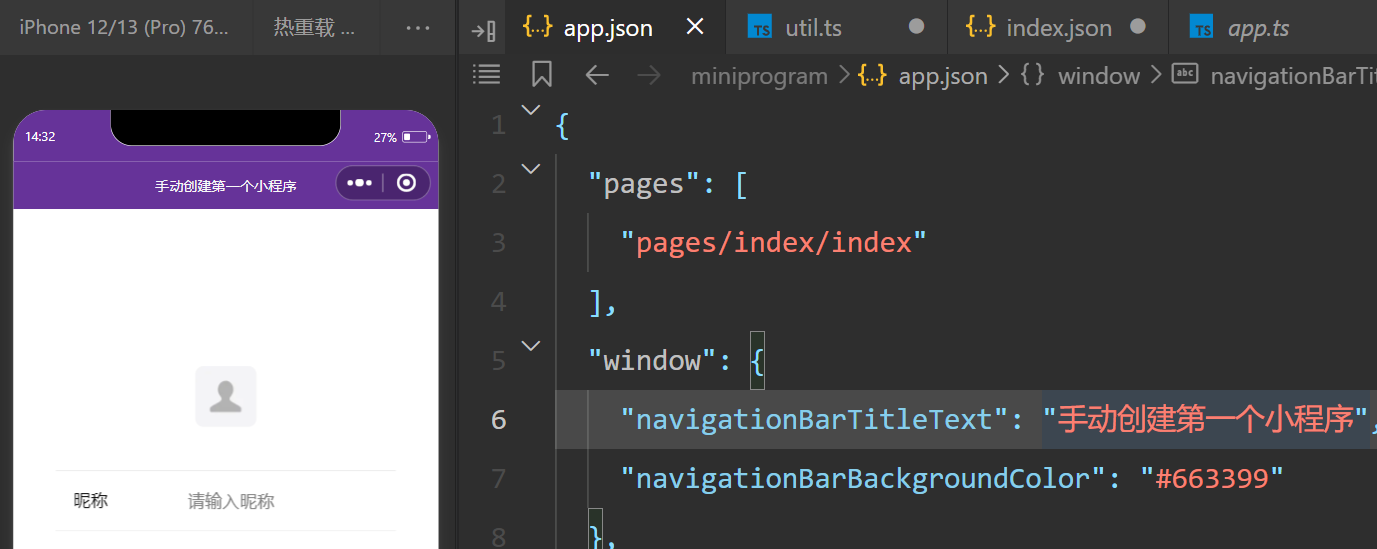 iPhone 12/13 (Pro) 76...
热重载 ...
app.json
util.ts
index.json
app.ts
miniprogram > app.json > window >
14:32
27%
手动创建第一个小程序
昵称 请输入昵称
1 {
2 "pages": [
3 "pages/index/index"
4 ],
5 "window": {
6 "navigationBarTitleText": "手动创建第一个小程序",
7 "navigationBarBackgroundColor": "#663399"
8 },